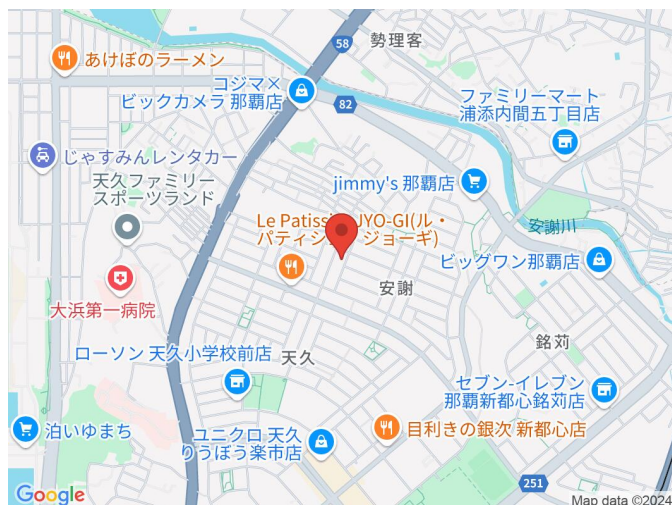 58
勢理客
あけぼのラーメン
コジマ×
ビックカメラ 那覇店
82
ファミリーマート
浦添内間五丁目店
じゃすみんレンタカー
天久ファミリー
スポーツランド
jimmy's 那覇店
安謝川
Le Patissi JYO-GI(ル・
パティシ ジョーギ)
ビッグワン那覇店
安謝
大浜第一病院
銘苅
ローソン 天久小学校前店
天久
セブン-イレブン
那覇新都心銘苅店
泊いゆまち
ユニクロ 天久
りうぼう楽市店
目利きの銀次 新都心店
251
Google
Map data ©2024